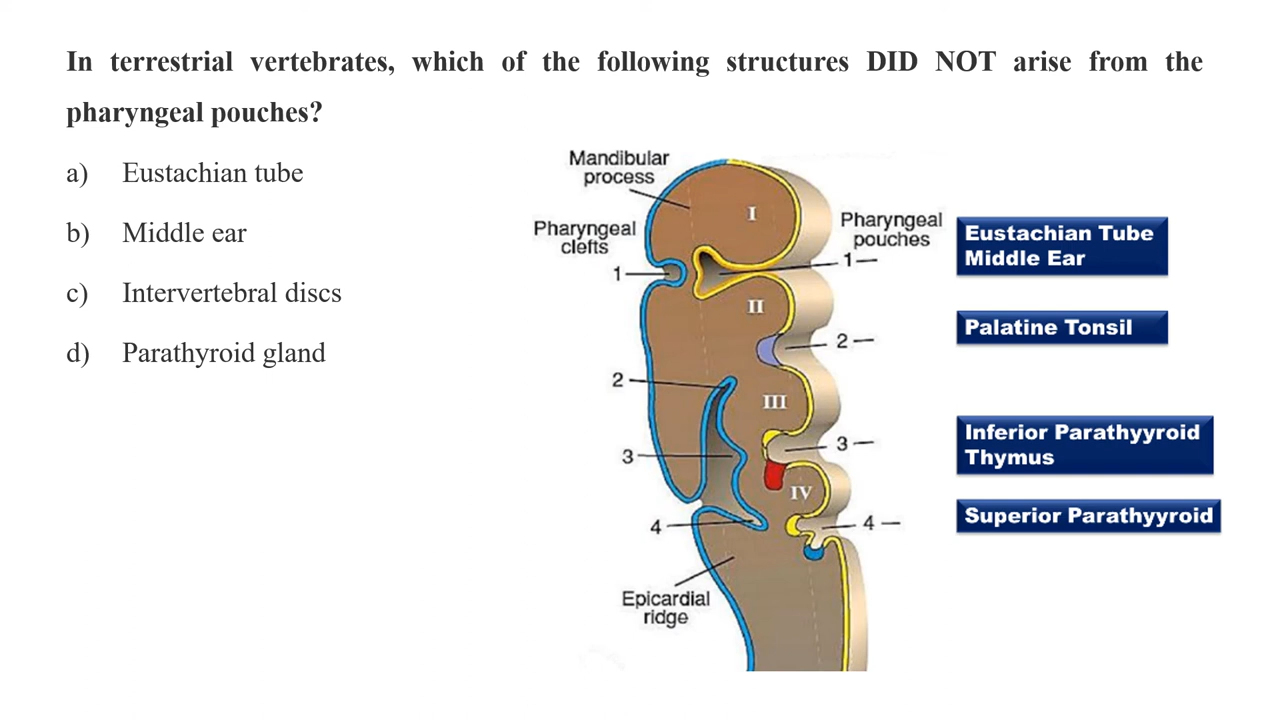 In terrestrial vertebrates, which of the following structures DID NOT arise from the
pharyngeal pouches?
a) Eustachian tube
b) Middle ear
c) Intervertebral discs
d) Parathyroid gland
Mandibular
process
Pharyngeal
clefts
1
2
3
4
Epicardial
ridge
I
II
III
IV
Pharyngeal
pouches
1
2
3
4
Eustachian Tube
Middle Ear
Palatine Tonsil
Inferior Parathyyroid
Thymus
Superior Parathyyroid